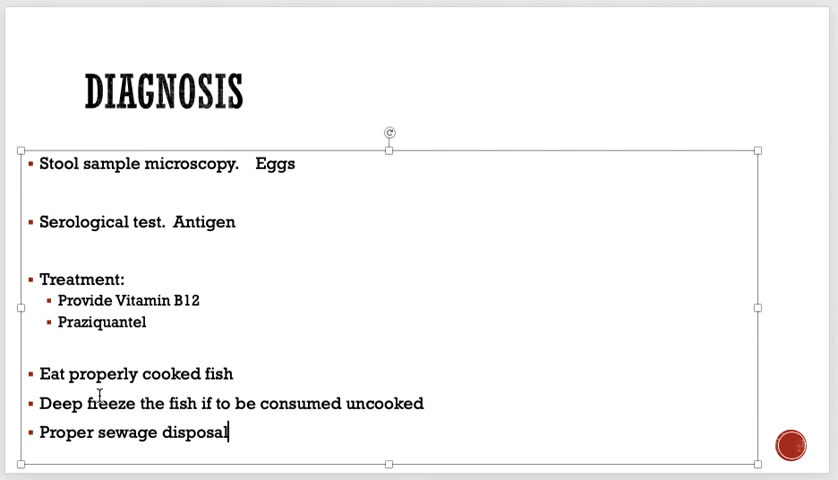 DIAGNOSIS
Stool sample microscopy. Eggs
Serological test. Antigen
Treatment:
Provide Vitamin B12
Praziquantel
Eat properly cooked fish
Deep freeze the fish if to be consumed uncooked
Proper sewage disposal